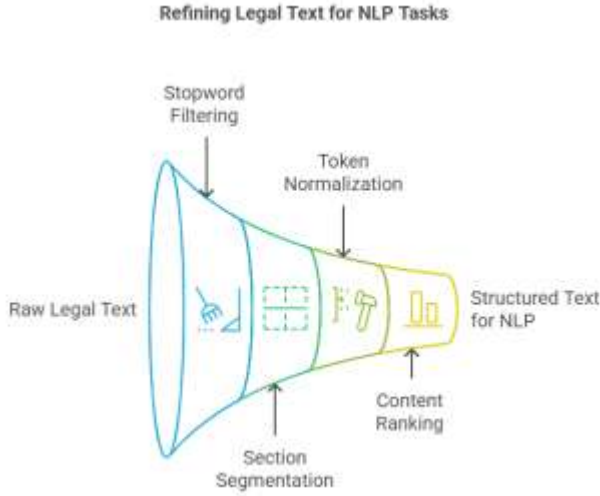 Refining Legal Text for NLP Tasks
Stopword
Filtering
Token
Normalization
Raw Legal Text
Structured Text
for NLP
Content
Ranking
Section
Segmentation